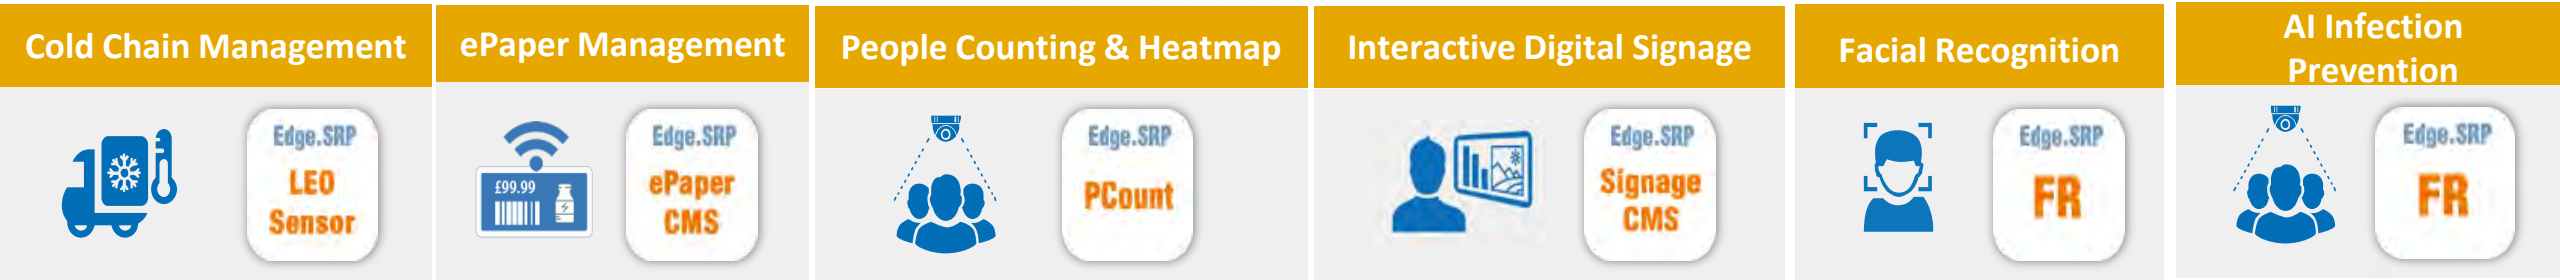 Cold Chain Management
ePaper Management
People Counting & Heatmap
Interactive Digital Signage
Facial Recognition
AI Infection
Prevention
Edge.SRP
LEO
Sensor
£99.99
Edge.SRP
ePaper
CMS
Edge.SRP
PCount
Edge.SRP
Signage
CMS
Edge.SRP
FR
Edge.SRP
FR